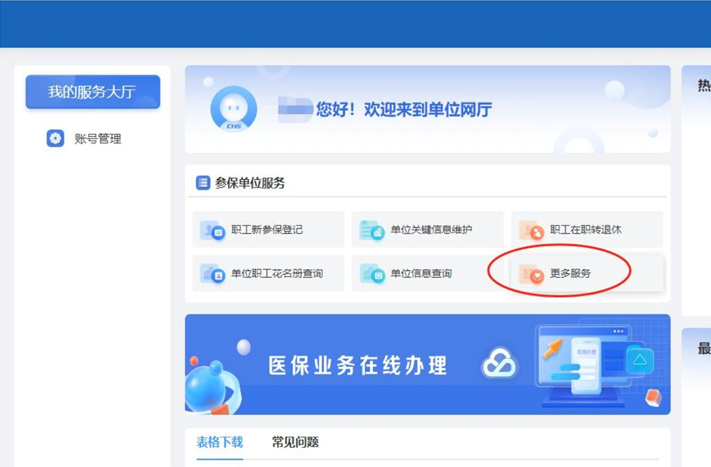 我的服务大厅
账号管理
CHS
您好！欢迎来到单位网厅
参保单位服务
职工新参保登记
单位关键信息维护
职工在职转退休
单位职工花名册查询
单位信息查询
更多服务
医保业务在线办理
表格下载
常见问题
热
最